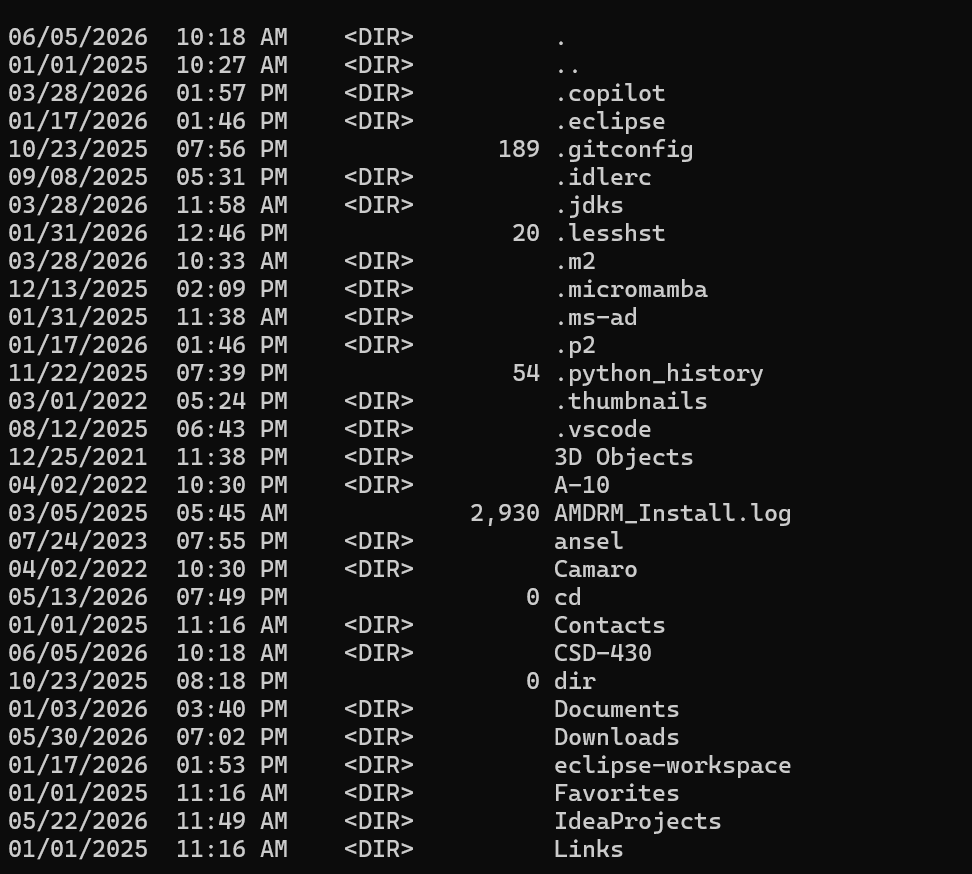 06/05/2026  10:18 AM    <DIR>          .
01/01/2025  10:27 AM    <DIR>          ..
03/28/2026  01:57 PM    <DIR>          .copilot
01/17/2026  01:46 PM    <DIR>          .eclipse
10/23/2025  07:56 PM               189 .gitconfig
09/08/2025  05:31 PM    <DIR>          .idlerc
03/28/2026  11:58 AM    <DIR>          .jdks
01/31/2026  12:46 PM                20 .lesshst
03/28/2026  10:33 AM    <DIR>          .m2
12/13/2025  02:09 PM    <DIR>          .micromamba
01/31/2025  11:38 AM    <DIR>          .ms-ad
01/17/2026  01:46 PM    <DIR>          .p2
11/22/2025  07:39 PM                54 .python_history
03/01/2022  05:24 PM    <DIR>          .thumbnails
08/12/2025  06:43 PM    <DIR>          .vscode
12/25/2021  11:38 PM    <DIR>          3D Objects
04/02/2022  10:30 PM    <DIR>          A-10
03/05/2025  05:45 AM             2,930 AMDRM_Install.log
07/24/2023  07:55 PM    <DIR>          ansel
04/02/2022  10:30 PM    <DIR>          Camaro
05/13/2026  07:49 PM                 0 cd
01/01/2025  11:16 AM    <DIR>          Contacts
06/05/2026  10:18 AM    <DIR>          CSD-430
10/23/2025  08:18 PM                 0 dir
01/03/2026  03:40 PM    <DIR>          Documents
05/30/2026  07:02 PM    <DIR>          Downloads
01/17/2026  01:53 PM    <DIR>          eclipse-workspace
01/01/2025  11:16 AM    <DIR>          Favorites
05/22/2026  11:49 AM    <DIR>          IdeaProjects
01/01/2025  11:16 AM    <DIR>          Links